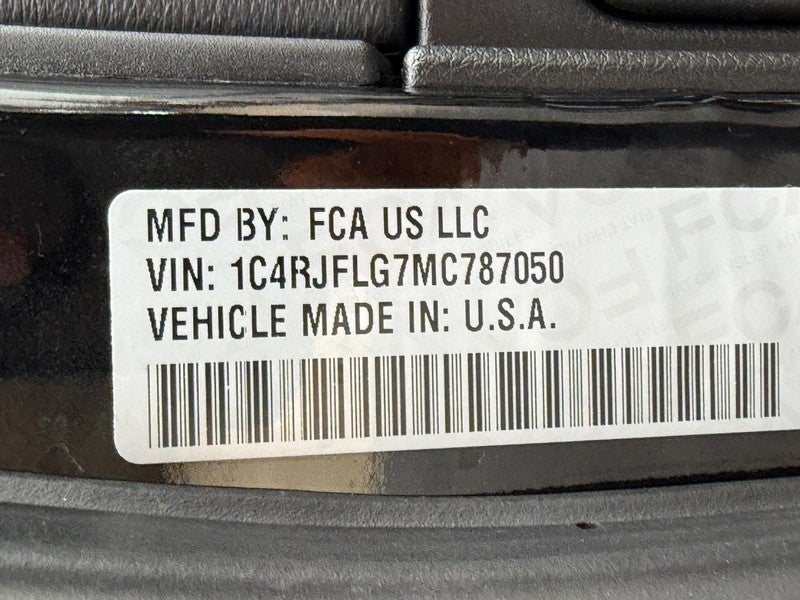 MFD BY: FCA US LLC
VIN: 1C4RJFLG7MC787050
VEHICLE MADE IN: U.S.A.